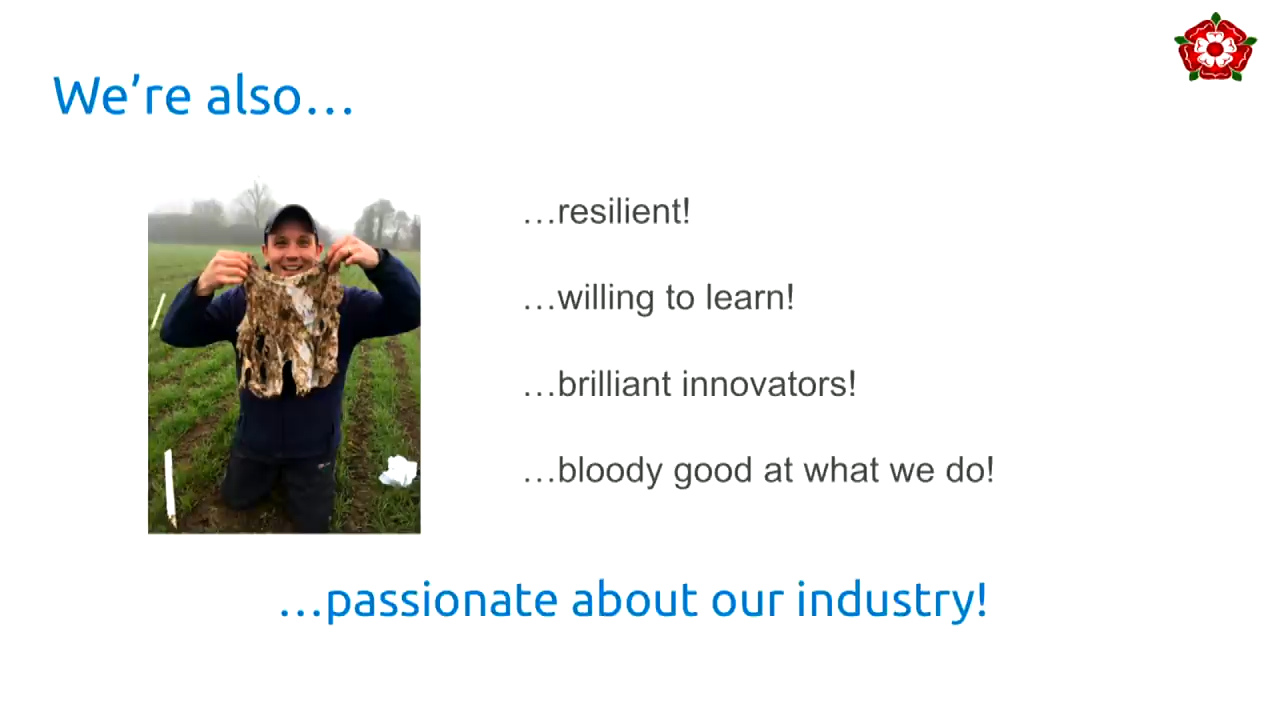 We’re also…
…resilient!
…willing to learn!
…brilliant innovators!
…bloody good at what we do!
…passionate about our industry!